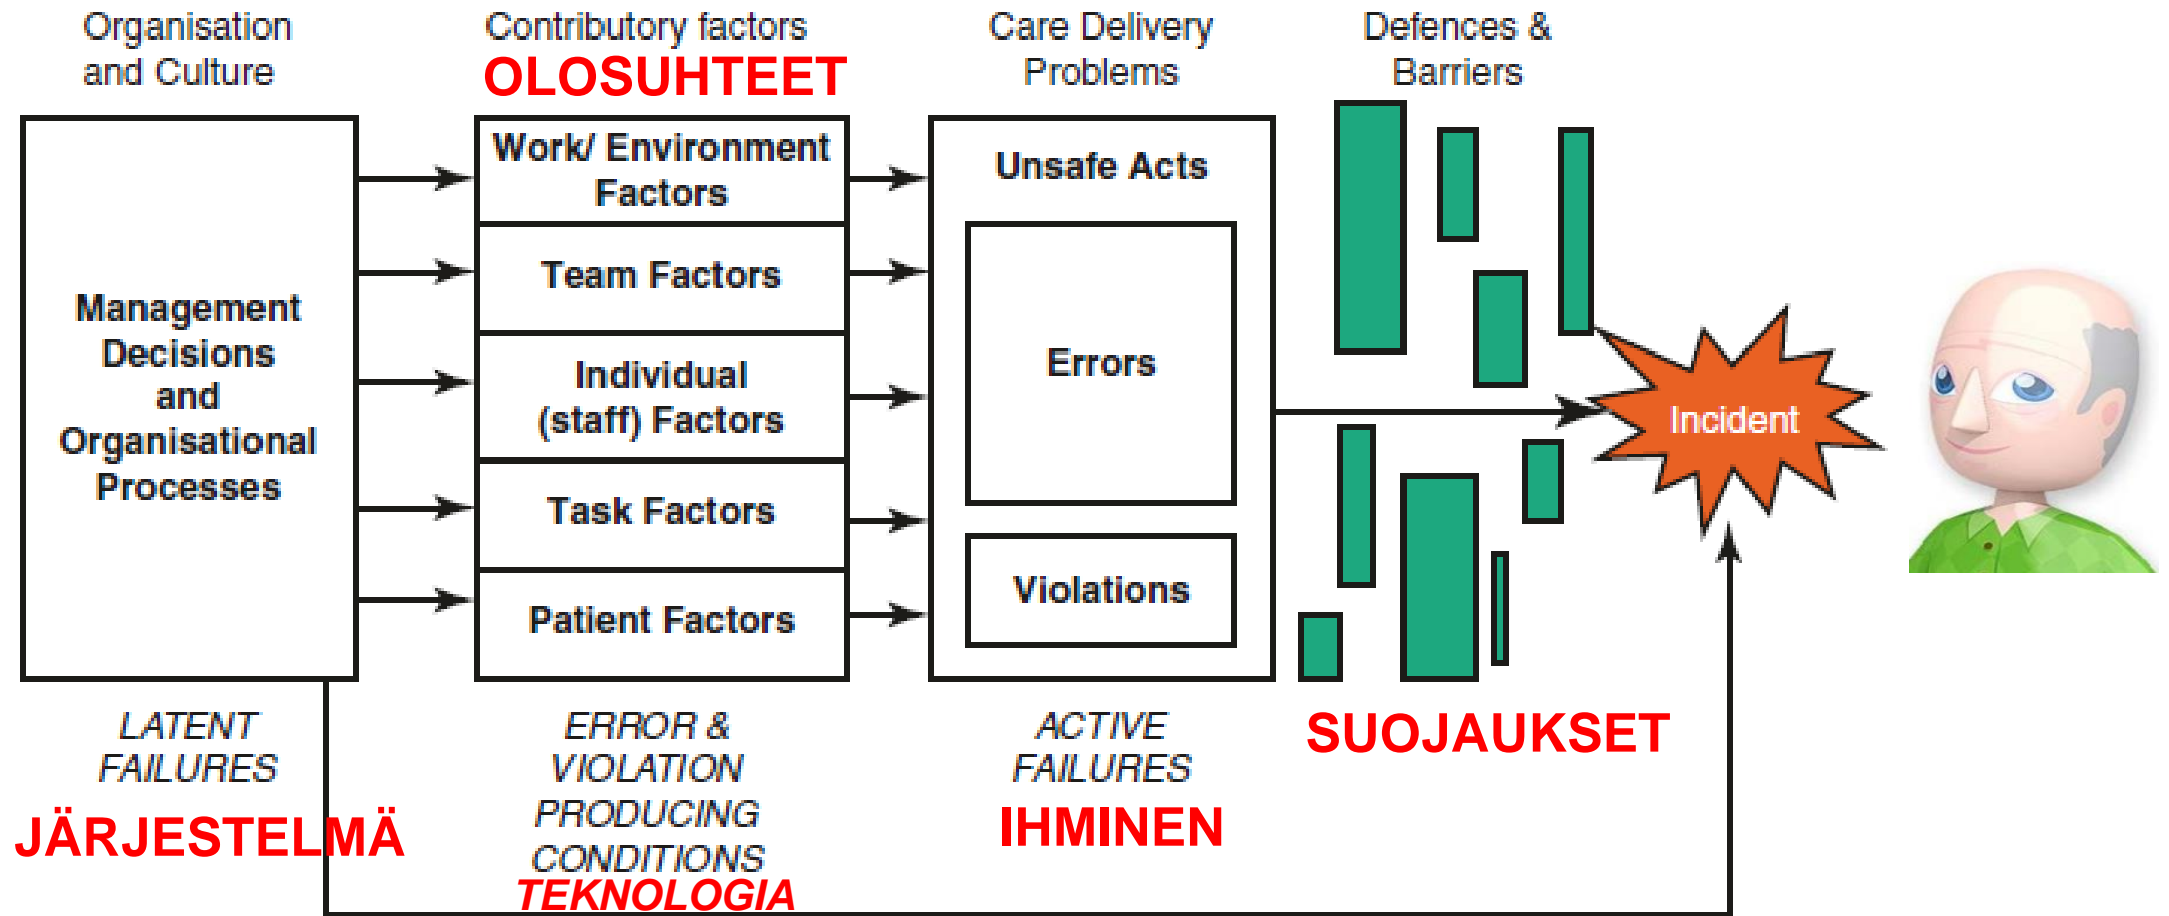 Organisation
and Culture
Contributory factors
OLOSUHTEET
Care Delivery
Problems
Defences &
Barriers
Management
Decisions
and
Organisational
Processes
Work/ Environment
Factors
Team Factors
Individual
(staff) Factors
Task Factors
Patient Factors
Unsafe Acts
Errors
Violations
Incident
LATENT
FAILURES
JÄRJESTELMÄ
ERROR &
VIOLATION
PRODUCING
CONDITIONS
TEKNOLOGIA
ACTIVE
FAILURES
IHMINEN
SUOJAUKSET